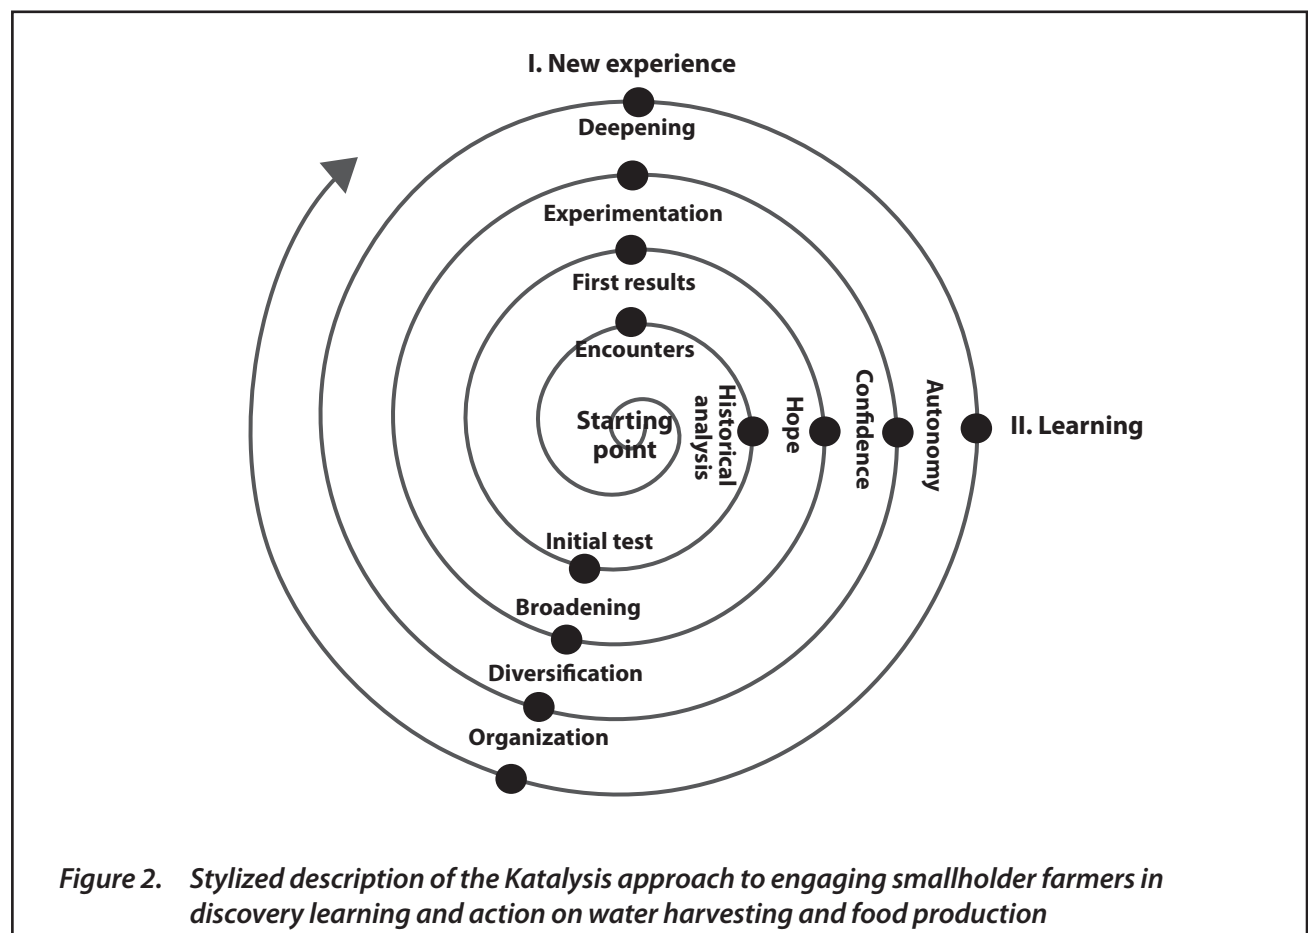 I. New experience
Deepening
Experimentation
First results
Encounters
Starting
point
Historical
analysis
Hope
Confidence
Autonomy
II. Learning
Initial test
Broadening
Diversification
Organization
Figure 2. Stylized description of the Katalysis approach to engaging smallholder farmers in
discovery learning and action on water harvesting and food production